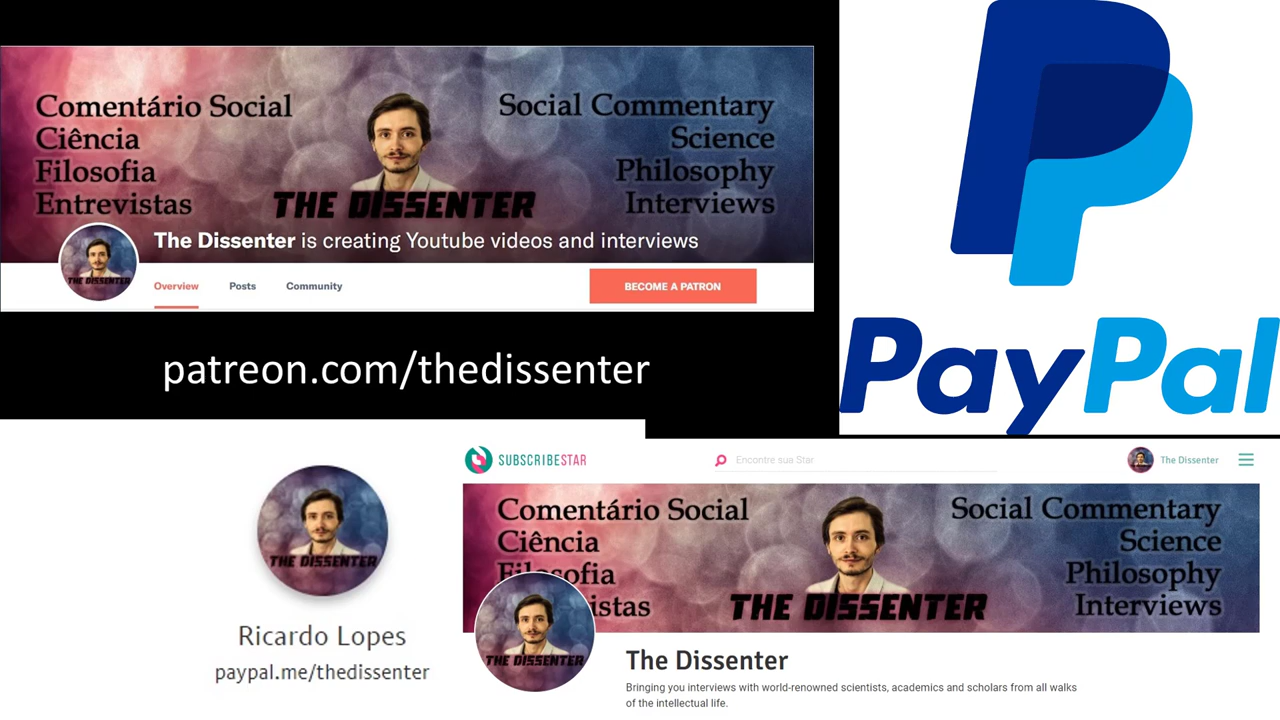 Comentário Social
Ciência
Filosofia
Entrevistas
Social Commentary
Science
Philosophy
Interviews
THE DISSENTER
The Dissenter is creating Youtube videos and interviews
THE DISSENTER
Overview Posts Community
BECOME A PATRON
patreon.com/thedissenter
PayPal
THE DISSENTER
Ricardo Lopes
paypal.me/thedissenter
SUBSCRIBESTAR
Encontre sua Star
The Dissenter
Comentário Social
Ciência
Filosofia
istas
Social Commentary
Science
Philosophy
Interviews
THE DISSENTER
THE DISSENTER
The Dissenter
Bringing you interviews with world-renowned scientists, academics and scholars from all walks
of the intellectual life.